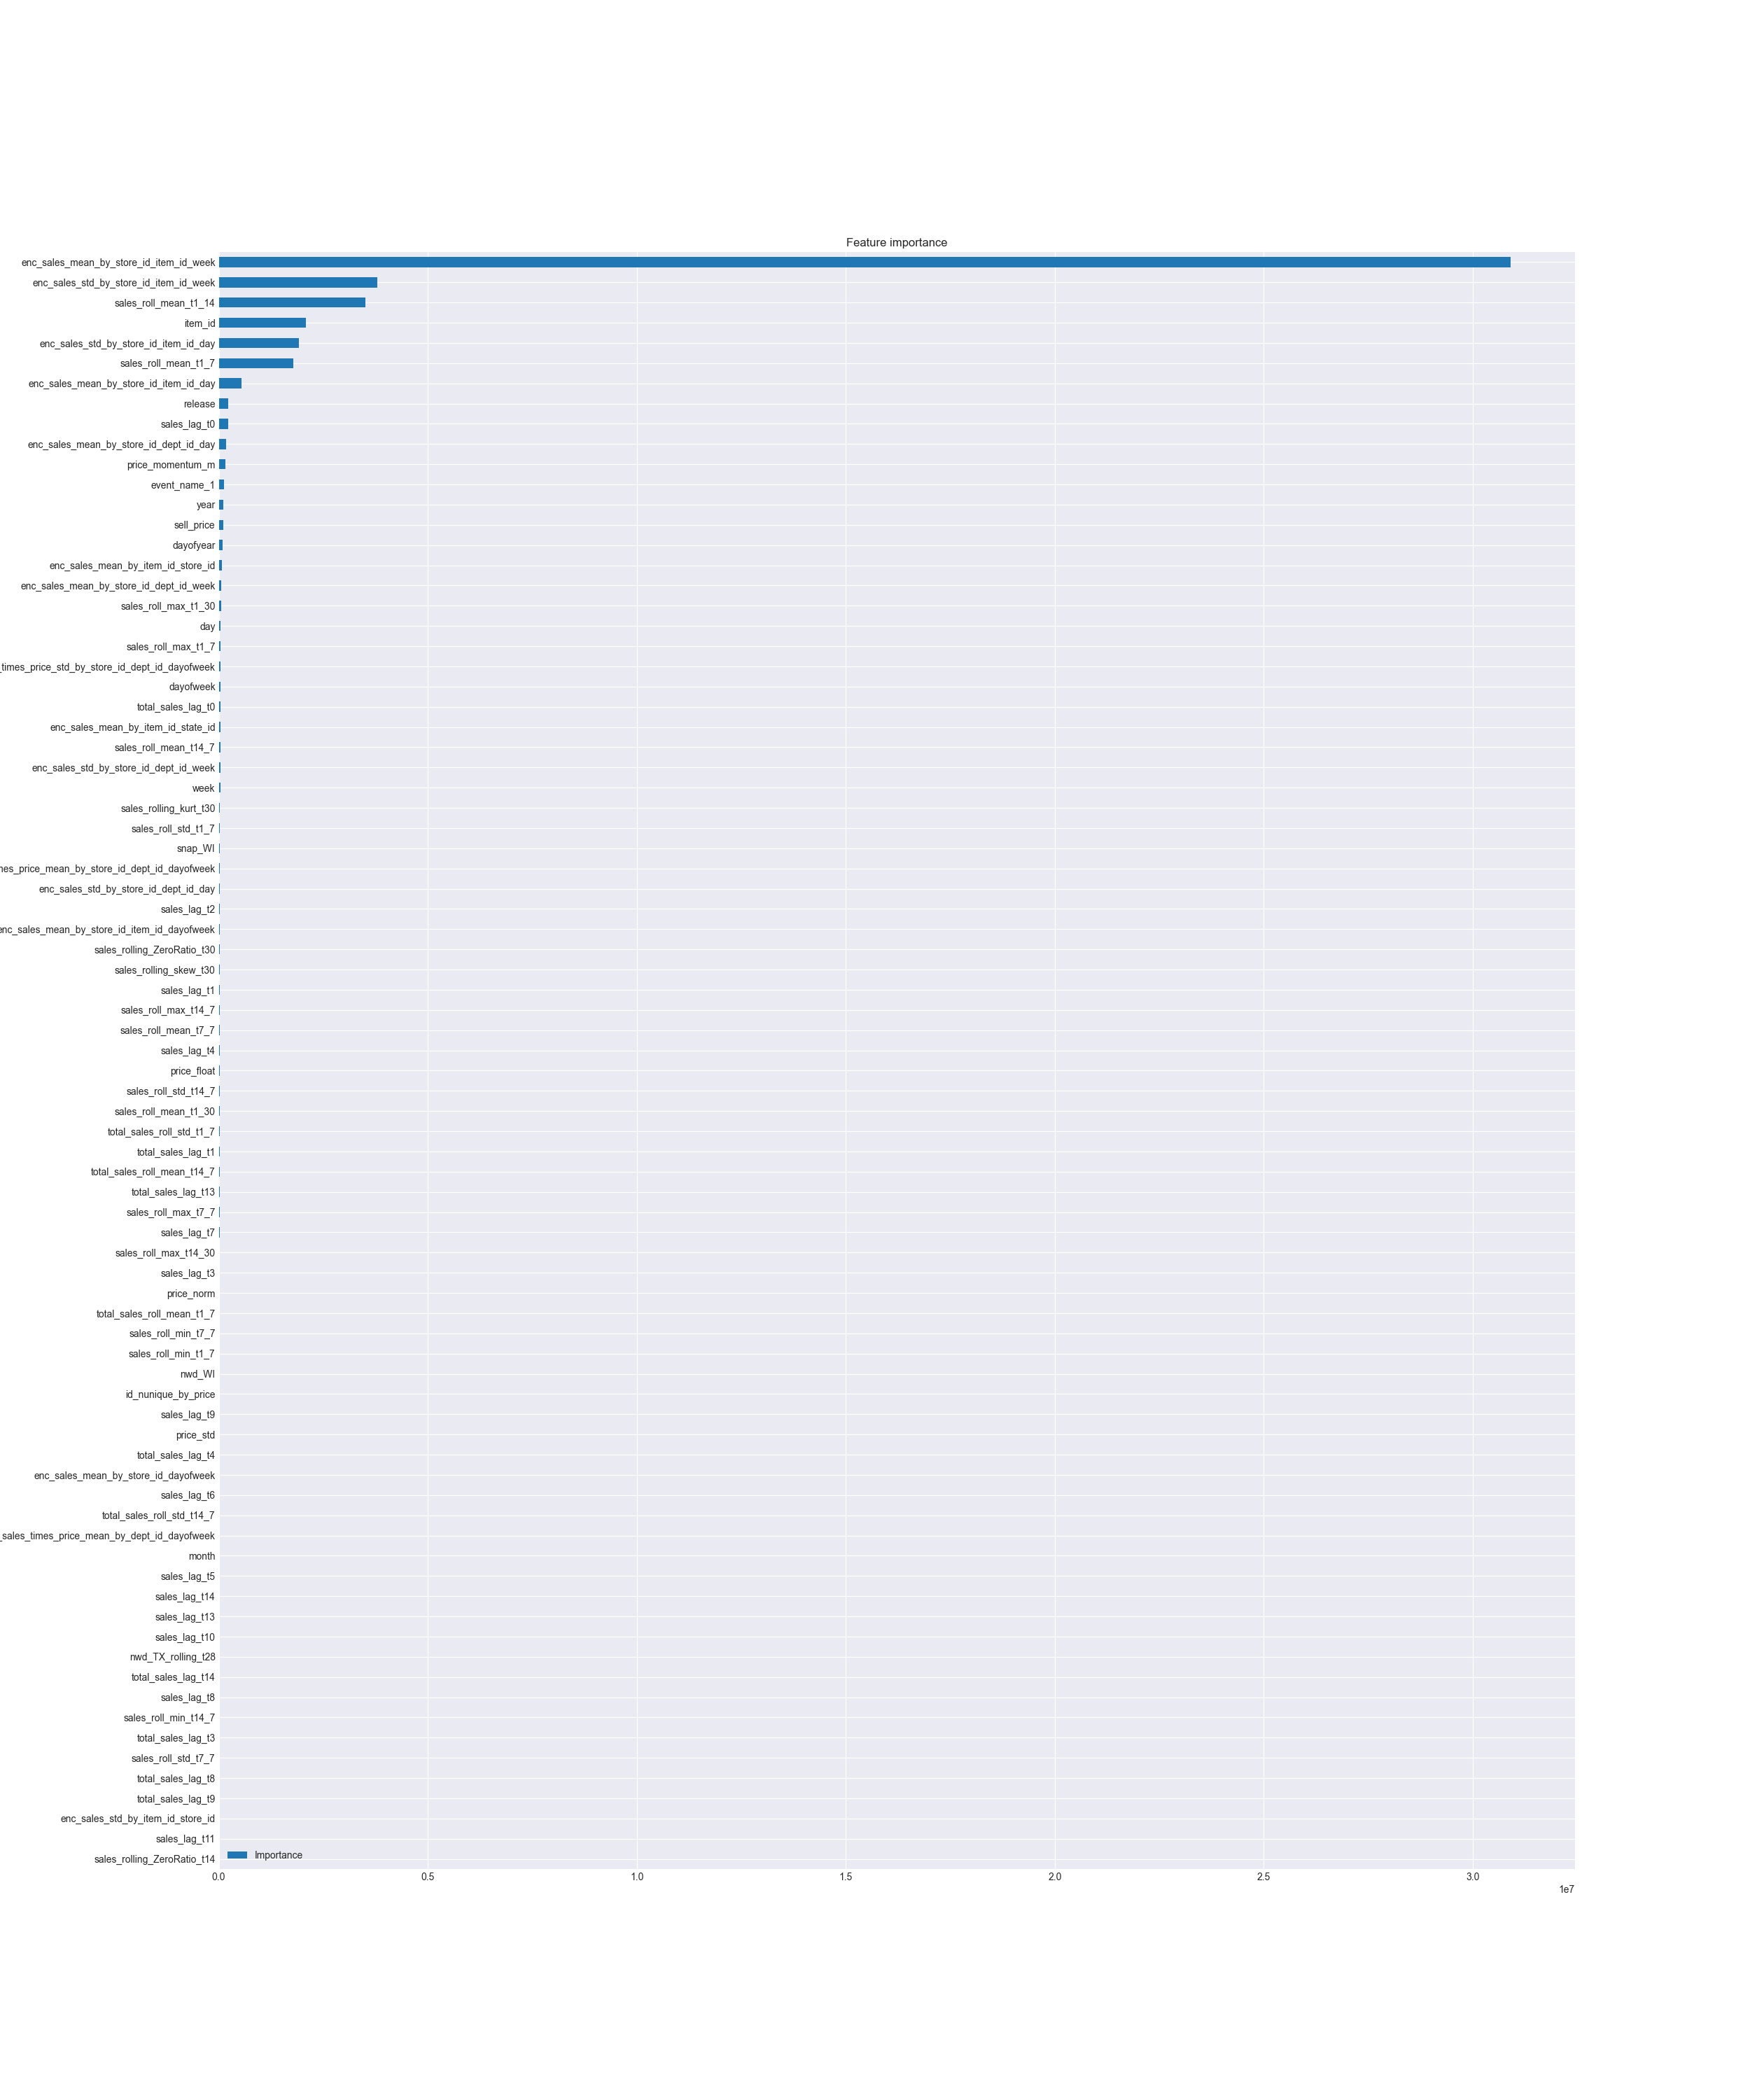 Feature importance
enc_sales_mean_by_store_id_item_id_week
enc_sales_std_by_store_id_item_id_week
sales_roll_mean_t1_14
item_id
enc_sales_std_by_store_id_item_id_day
sales_roll_mean_t1_7
enc_sales_mean_by_store_id_item_id_day
release
sales_lag_t0
enc_sales_mean_by_store_id_dept_id_day
price_momentum_m
event_name_1
year
sell_price
dayofyear
enc_sales_mean_by_item_id_store_id
enc_sales_mean_by_store_id_dept_id_week
sales_roll_max_t1_30
day
sales_roll_max_t1_7
_times_price_std_by_store_id_dept_id_dayofweek
dayofweek
total_sales_lag_t0
enc_sales_mean_by_item_id_state_id
sales_roll_mean_t14_7
enc_sales_std_by_store_id_dept_id_week
week
sales_rolling_kurt_t30
sales_roll_std_t1_7
snap_WI
mes_price_mean_by_store_id_dept_id_dayofweek
enc_sales_std_by_store_id_dept_id_day
sales_lag_t2
enc_sales_mean_by_store_id_item_id_dayofweek
sales_rolling_ZeroRatio_t30
sales_rolling_skew_t30
sales_lag_t1
sales_roll_max_t14_7
sales_roll_mean_t7_7
sales_lag_t4
price_float
sales_roll_std_t14_7
sales_roll_mean_t1_30
total_sales_roll_std_t1_7
total_sales_lag_t1
total_sales_roll_mean_t14_7
total_sales_lag_t13
sales_roll_max_t7_7
sales_lag_t7
sales_roll_max_t14_30
sales_lag_t3
price_norm
total_sales_roll_mean_t1_7
sales_roll_min_t7_7
sales_roll_min_t1_7
nwd_WI
id_nunique_by_price
sales_lag_t9
price_std
total_sales_lag_t4
enc_sales_mean_by_store_id_dayofweek
sales_lag_t6
total_sales_roll_std_t14_7
_sales_times_price_mean_by_dept_id_dayofweek
month
sales_lag_t5
sales_lag_t14
sales_lag_t13
sales_lag_t10
nwd_TX_rolling_t28
total_sales_lag_t14
sales_lag_t8
sales_roll_min_t14_7
total_sales_lag_t3
sales_roll_std_t7_7
total_sales_lag_t8
total_sales_lag_t9
enc_sales_std_by_item_id_store_id
sales_lag_t11
sales_rolling_ZeroRatio_t14
Importance
0.0 0.5 1.0 1.5 2.0 2.5 3.0
1e7